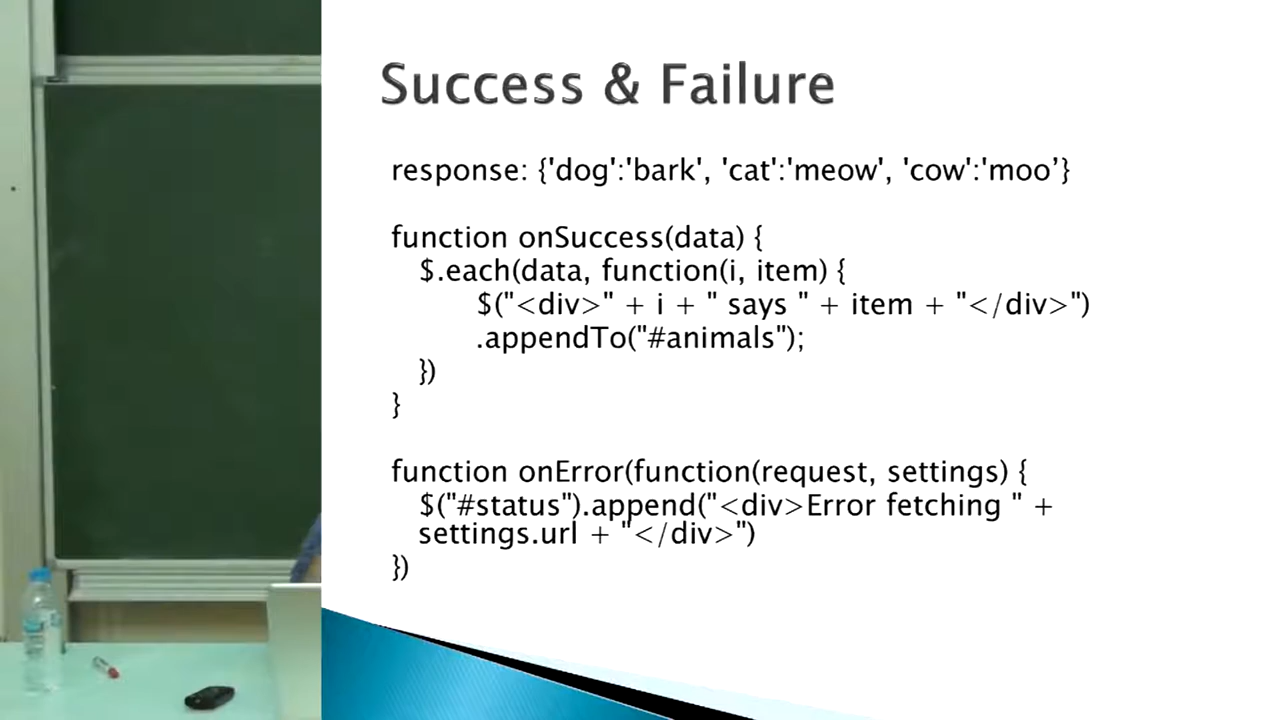 Success & Failure
response: {'dog':'bark', 'cat':'meow', 'cow':'moo’}
function onSuccess(data) {
$.each(data, function(i, item) {
$("<div>" + i + " says " + item + "</div>")
.appendTo("#animals");
})
}
function onError(function(request, settings) {
$("#status").append("<div>Error fetching " +
settings.url + "</div>")
})